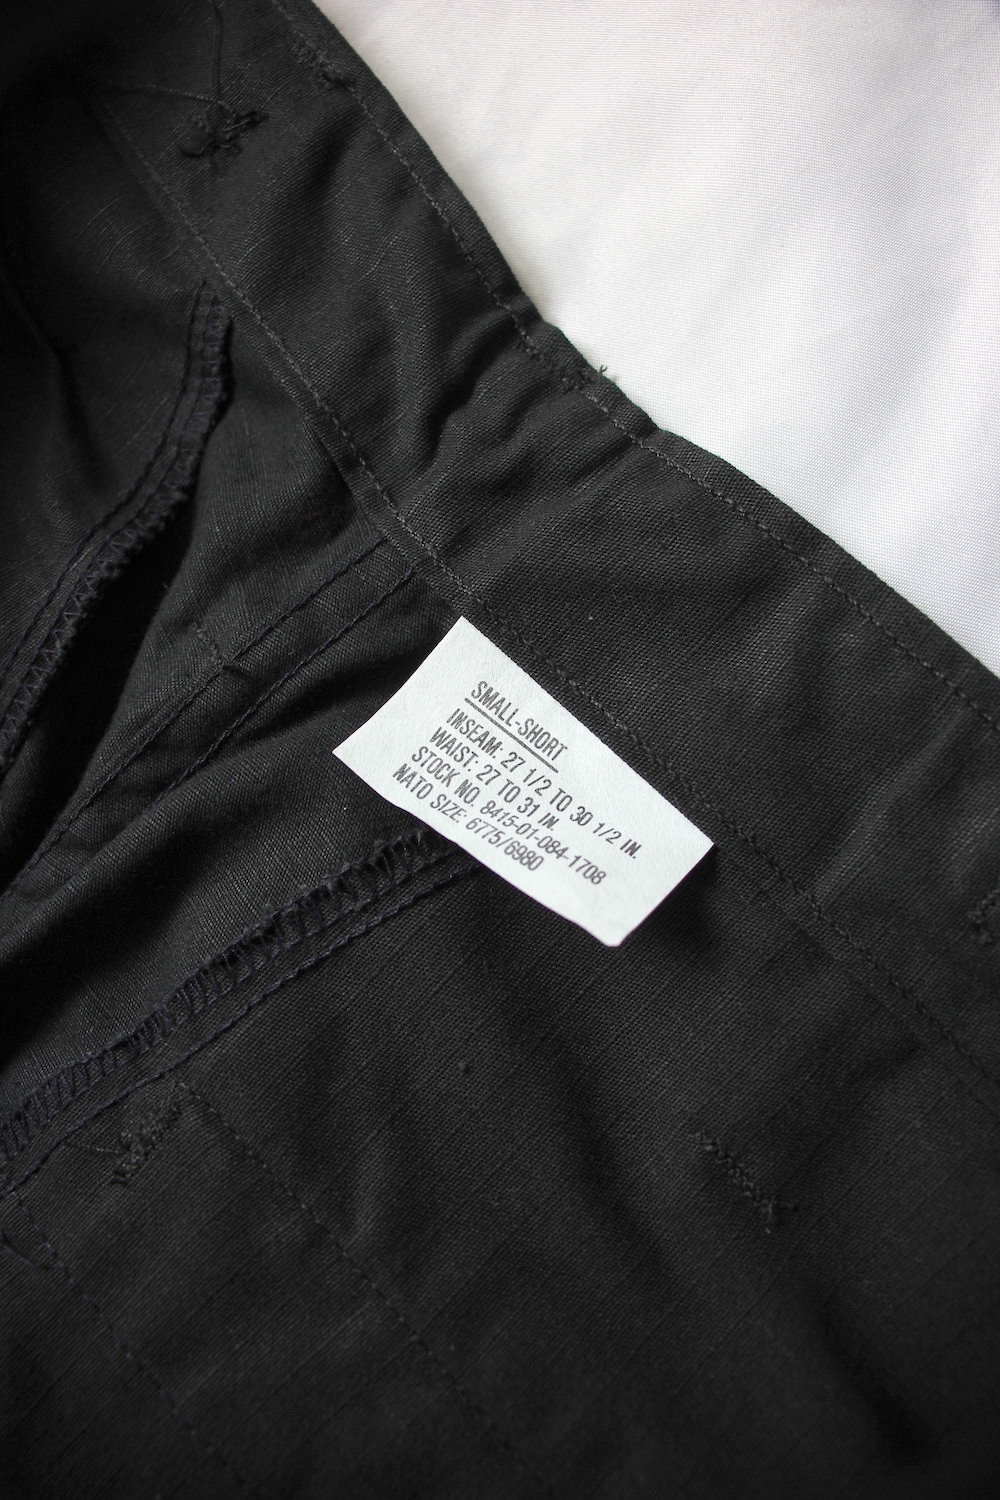 SMALL-SHORT
INSEAM: 27 1/2 TO 30 1/2 IN.
WAIST: 27 TO 31 IN.
STOCK NO. 8415-01-084-1708
NATO SIZE: 6775/6980